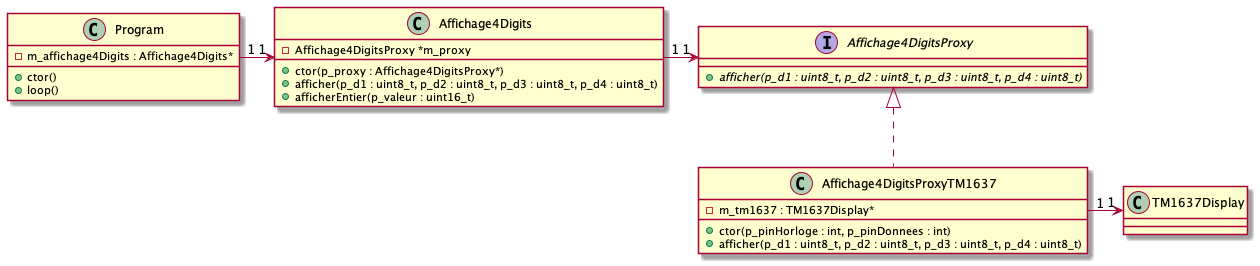 C Program
m_affichage4Digits : Affichage4Digits*
ctor()
loop()
1 1
C Affichage4Digits
Affichage4DigitsProxy *m_proxy
ctor(p_proxy : Affichage4DigitsProxy*)
afficher(p_d1 : uint8_t, p_d2 : uint8_t, p_d3 : uint8_t, p_d4 : uint8_t)
afficherEntier(p_valeur : uint16_t)
1 1
I Affichage4DigitsProxy
afficher(p_d1 : uint8_t, p_d2 : uint8_t, p_d3 : uint8_t, p_d4 : uint8_t)
C Affichage4DigitsProxyTM1637
m_tm1637 : TM1637Display*
ctor(p_pinHorloge : int, p_pinDonnees : int)
afficher(p_d1 : uint8_t, p_d2 : uint8_t, p_d3 : uint8_t, p_d4 : uint8_t)
1 1
C TM1637Display